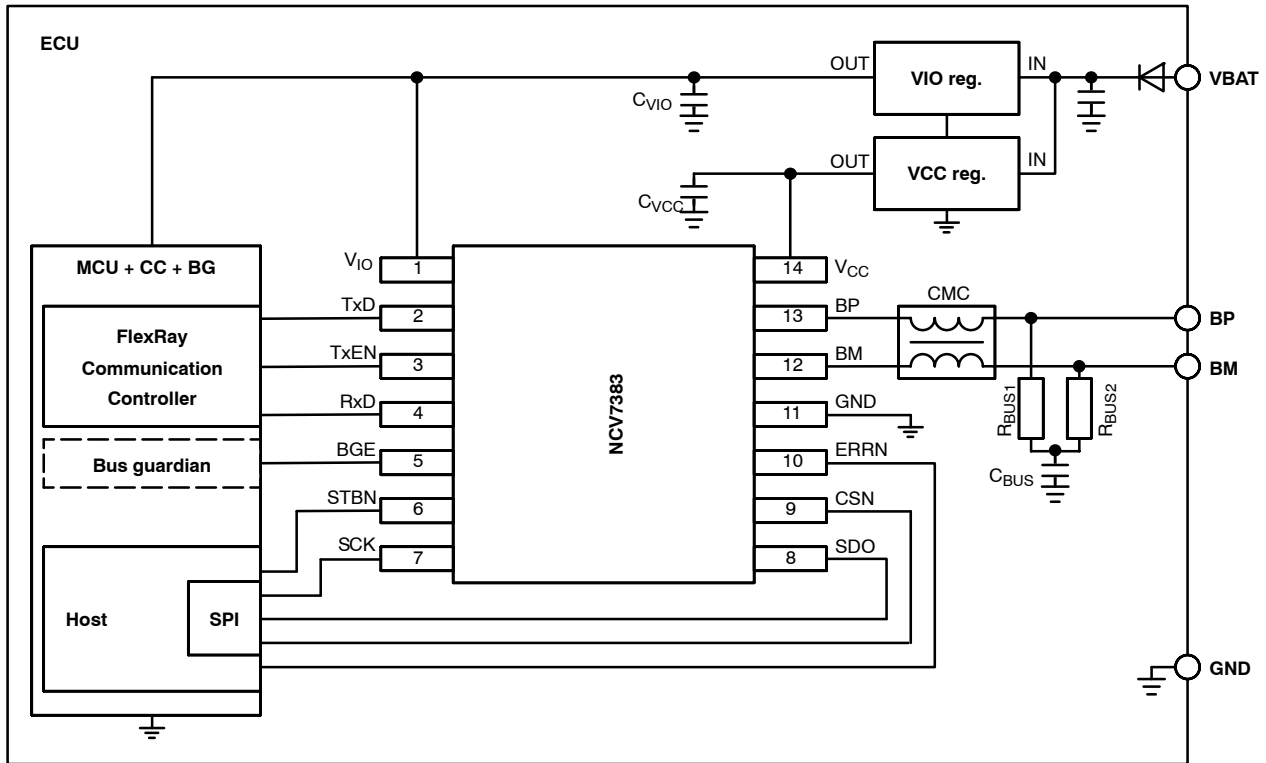 ECU
OUT
VIO reg.
IN
VBAT
CVIO
OUT
VCC reg.
IN
CVCC
MCU + CC + BG
VIO
1
14
VCC
FlexRay
Communication
Controller
TxD
2
13
BP
CMC
BP
TxEN
3
12
BM
BM
RxD
4
NCV7383
11
GND
RBUS1
RBUS2
Bus guardian
BGE
5
10
ERRN
CBUS
STBN
6
9
CSN
SCK
7
8
SDO
Host
SPI
GND